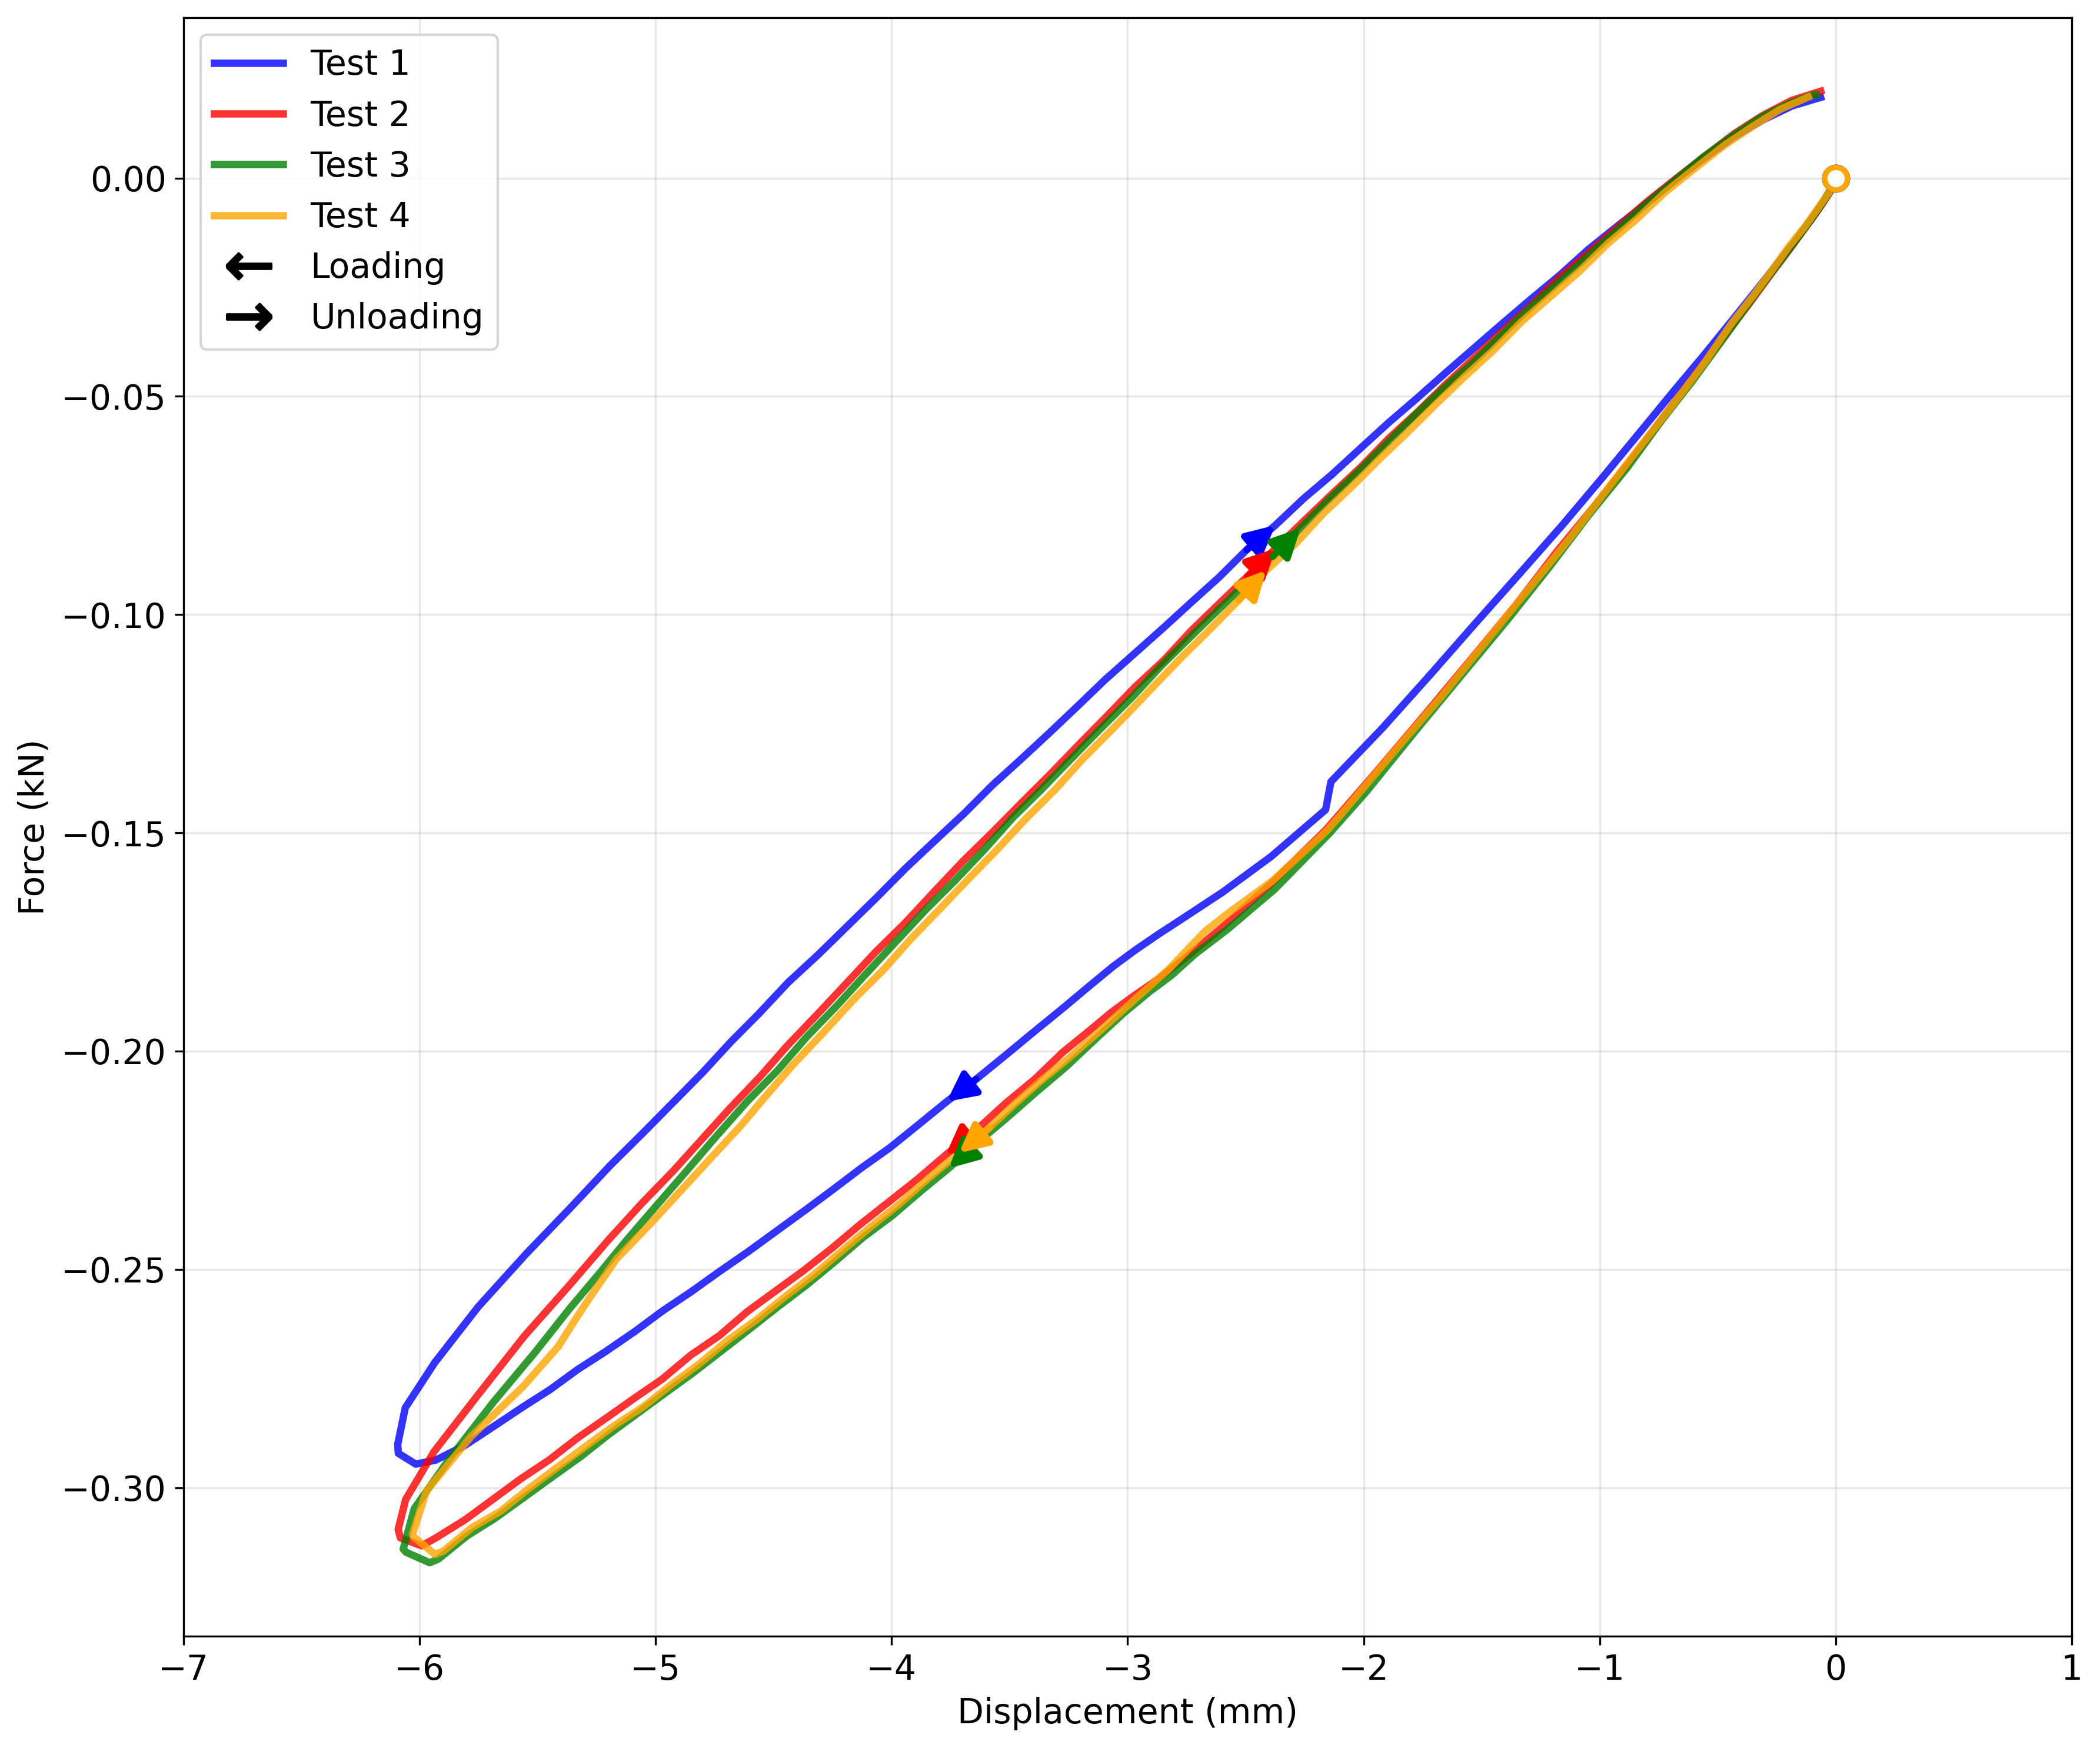 Test 1
Test 2
Test 3
Test 4
Loading
Unloading
0.00
−0.05
−0.10
−0.15
−0.20
−0.25
−0.30
Force (kN)
−7 −6 −5 −4 −3 −2 −1 0 1
Displacement (mm)